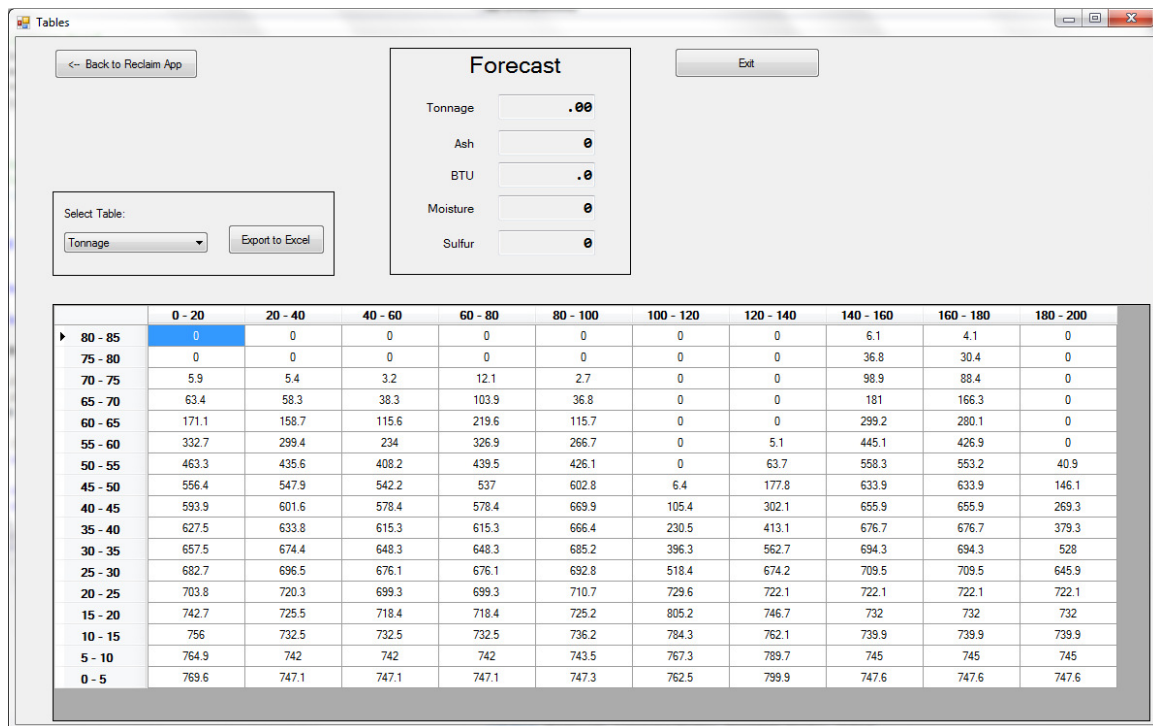 Tables
<-- Back to Reclaim App
Forecast
Exit
Tonnage .00
Ash 0
BTU .0
Moisture 0
Sulfur 0
Select Table:
Tonnage Export to Excel
0 - 20 20 - 40 40 - 60 60 - 80 80 - 100 100 - 120 120 - 140 140 - 160 160 - 180 180 - 200
80 - 85 0 0 0 0 0 0 0 6.1 4.1 0
75 - 80 0 0 0 0 0 0 0 36.8 30.4 0
70 - 75 5.9 5.4 3.2 12.1 2.7 0 0 98.9 88.4 0
65 - 70 63.4 58.3 38.3 103.9 36.8 0 0 181 166.3 0
60 - 65 171.1 158.7 115.6 219.6 115.7 0 0 299.2 280.1 0
55 - 60 332.7 299.4 234 326.9 266.7 0 5.1 445.1 426.9 0
50 - 55 463.3 435.6 408.2 439.5 426.1 0 63.7 558.3 553.2 40.9
45 - 50 556.4 547.9 542.2 537 602.8 6.4 177.8 633.9 633.9 146.1
40 - 45 593.9 601.6 578.4 578.4 669.9 105.4 302.1 655.9 655.9 269.3
35 - 40 627.5 633.8 615.3 615.3 666.4 230.5 413.1 676.7 676.7 379.3
30 - 35 657.5 674.4 648.3 648.3 685.2 396.3 562.7 694.3 694.3 528
25 - 30 682.7 696.5 676.1 676.1 692.8 518.4 674.2 709.5 709.5 645.9
20 - 25 703.8 720.3 699.3 699.3 710.7 729.6 722.1 722.1 722.1 722.1
15 - 20 742.7 725.5 718.4 718.4 725.2 805.2 746.7 732 732 732
10 - 15 756 732.5 732.5 732.5 736.2 784.3 762.1 739.9 739.9 739.9
5 - 10 764.9 742 742 742 743.5 767.3 789.7 745 745 745
0 - 5 769.6 747.1 747.1 747.1 747.3 762.5 799.9 747.6 747.6 747.6